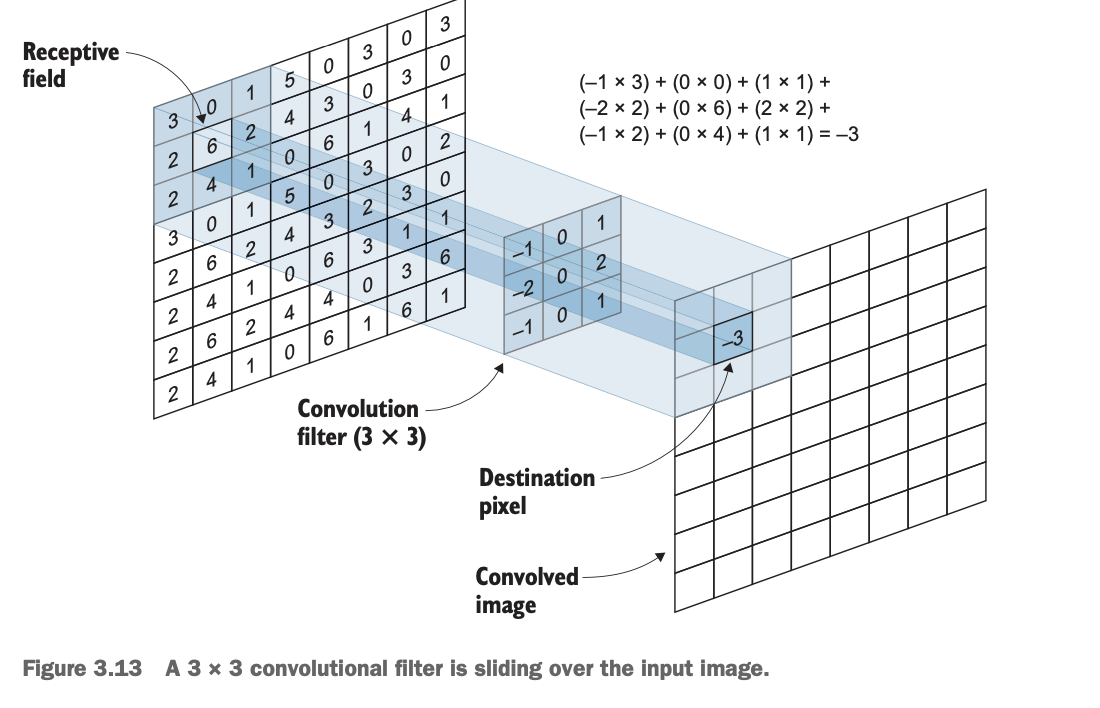 Receptive
field
3 0 1 5 0 3 0 3
2 6 2 4 3 0 3 0
2 4 1 0 6 1 4 1
3 0 1 5 0 3 0 2
2 6 2 4 3 2 3 0
2 4 1 0 6 3 1 1
2 6 2 4 4 0 3 6
2 4 1 0 6 1 6 1
(–1 × 3) + (0 × 0) + (1 × 1) +
(–2 × 2) + (0 × 6) + (2 × 2) +
(–1 × 2) + (0 × 4) + (1 × 1) = –3
–1 0 1
–2 0 2
–1 0 1
–3
Convolution
filter (3 × 3)
Destination
pixel
Convolved
image
Figure 3.13 A 3 × 3 convolutional filter is sliding over the input image.